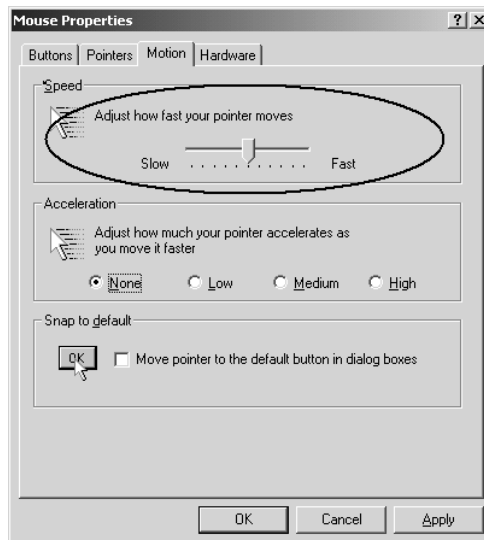 Mouse Properties
? X
Buttons Pointers Motion Hardware
Speed
Adjust how fast your pointer moves
Slow Fast
Acceleration
Adjust how much your pointer accelerates as
you move it faster
None Low Medium High
Snap to default
OK Move pointer to the default button in dialog boxes
OK Cancel Apply